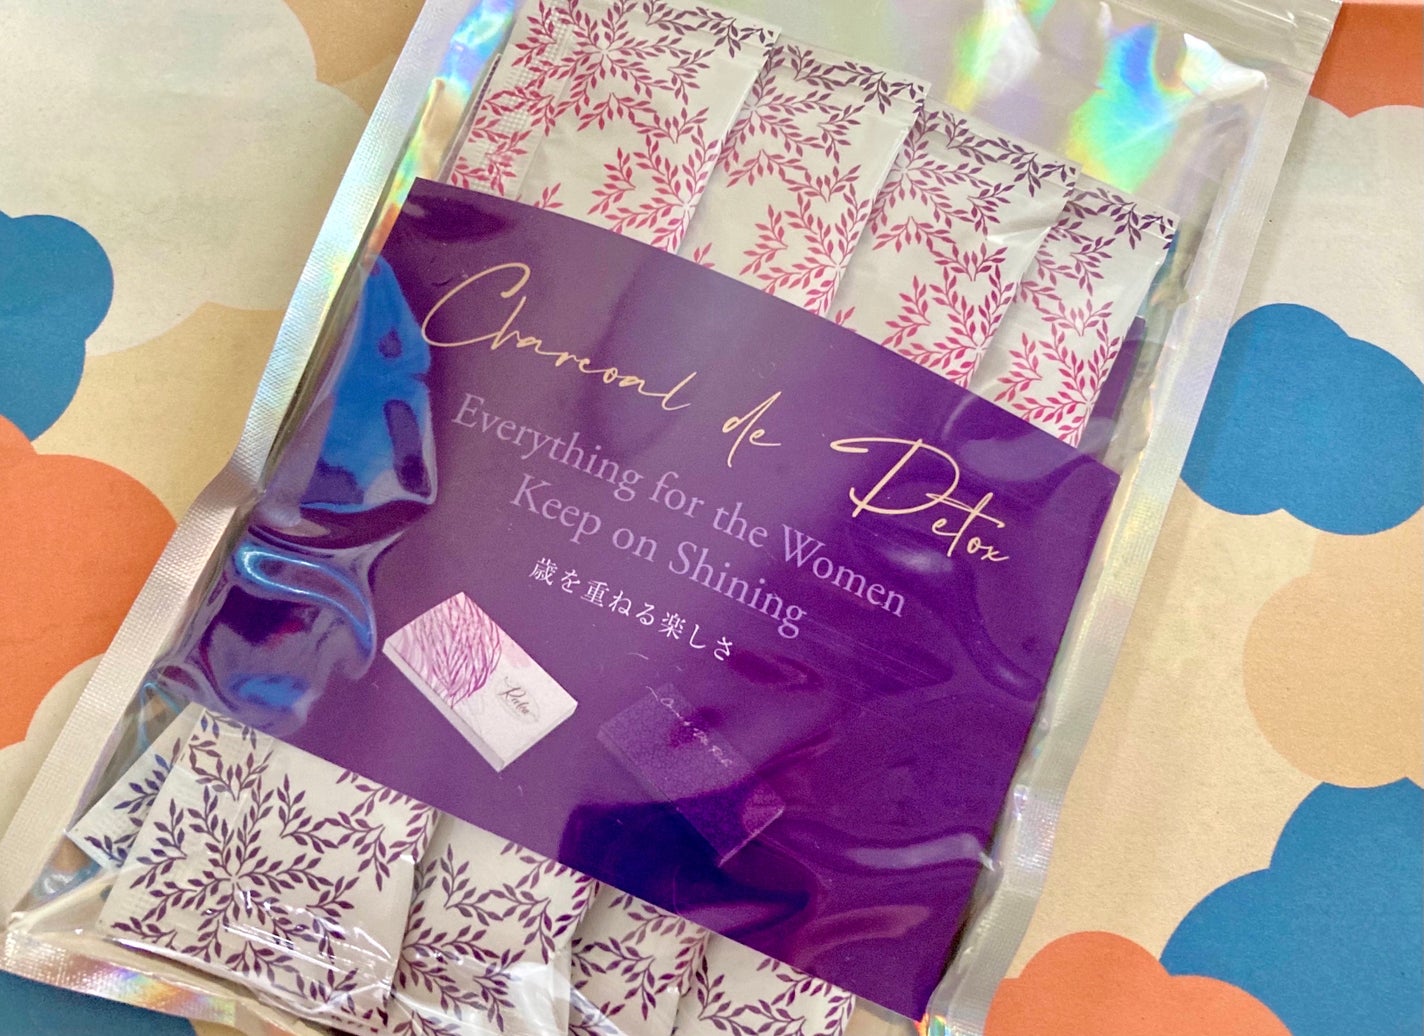 Charcoal de Detox
Everything for the Women
Keep on Shining
歳を重ねる楽しさ